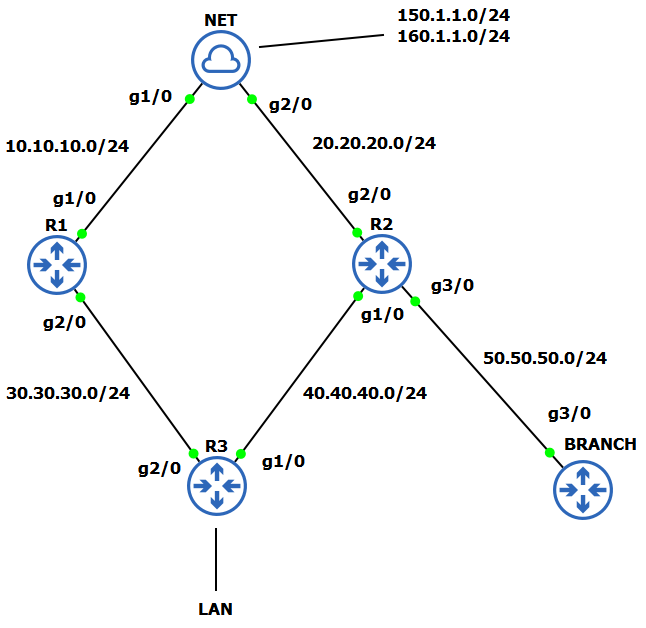 NET
150.1.1.0/24
160.1.1.0/24
g1/0
g2/0
10.10.10.0/24
20.20.20.0/24
g1/0
g2/0
R1
R2
g2/0
g1/0
g3/0
30.30.30.0/24
40.40.40.0/24
50.50.50.0/24
g3/0
R3
BRANCH
g2/0
g1/0
LAN